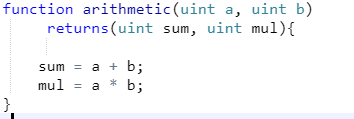 function arithmetic(uint a, uint b)
returns(uint sum, uint mul){
sum = a + b;
mul = a * b;
}